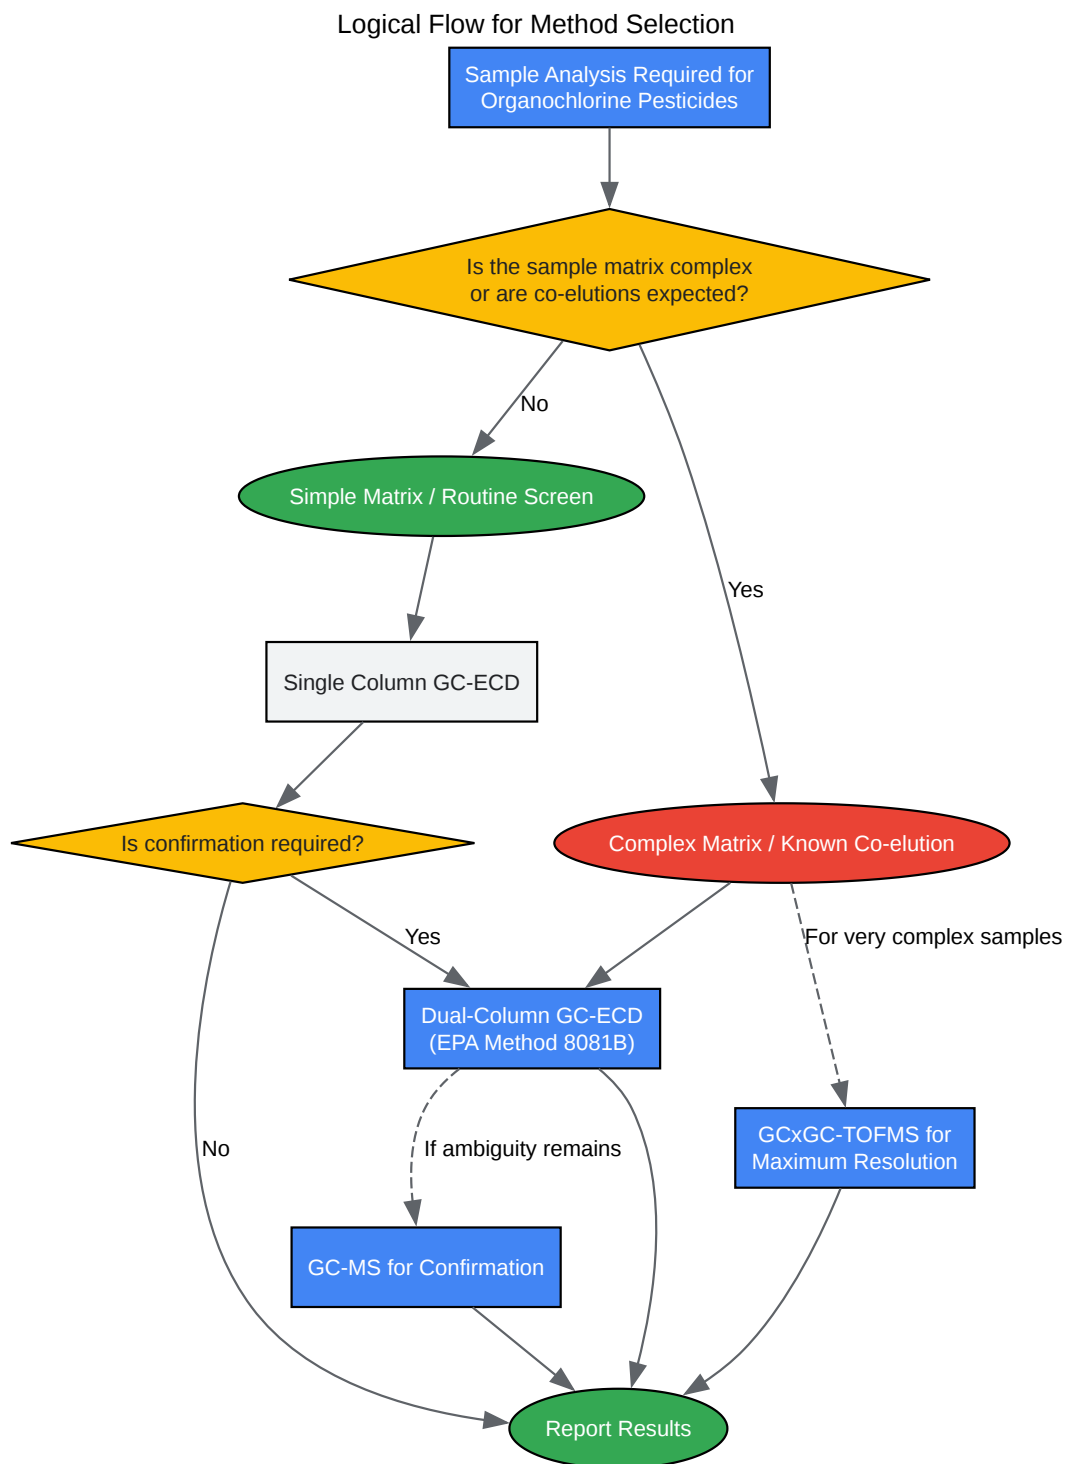 Logical Flow for Method Selection
Sample Analysis Required for
Organochlorine Pesticides
Is the sample matrix complex
or are co-elutions expected?
No
Simple Matrix / Routine Screen
Yes
Single Column GC-ECD
Is confirmation required?
Complex Matrix / Known Co-elution
Yes
For very complex samples
Dual-Column GC-ECD
(EPA Method 8081B)
No
If ambiguity remains
GCxGC-TOFMS for
Maximum Resolution
GC-MS for Confirmation
Report Results